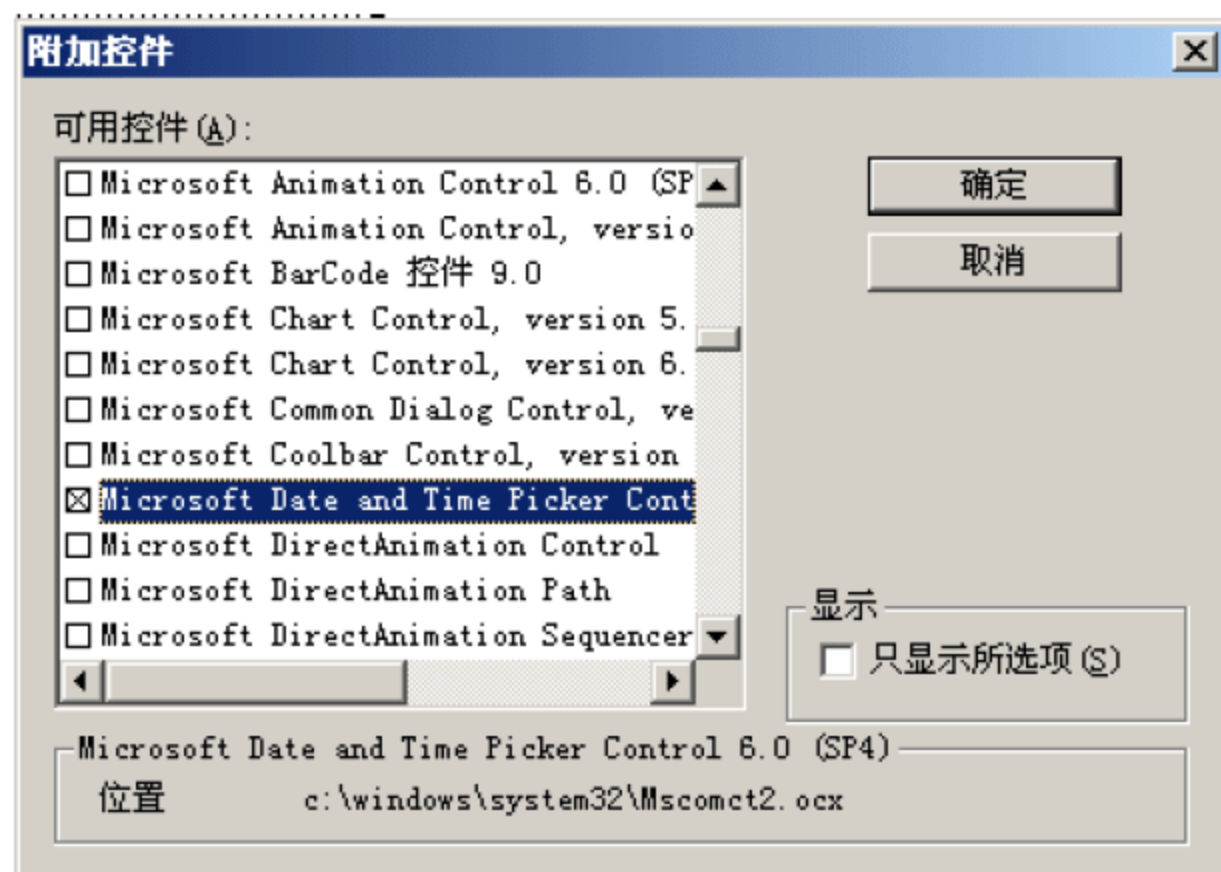 附加控件
可用控件(A):
Microsoft Animation Control 6.0 (SP
Microsoft Animation Control, versio
Microsoft BarCode 控件 9.0
Microsoft Chart Control, version 5.
Microsoft Chart Control, version 6.
Microsoft Common Dialog Control, ve
Microsoft Coolbar Control, version
Microsoft Date and Time Picker Cont
Microsoft DirectAnimation Control
Microsoft DirectAnimation Path
Microsoft DirectAnimation Sequencer
确定
取消
显示
只显示所选项(S)
Microsoft Date and Time Picker Control 6.0 (SP4)
位置 c:\windows\system32\Mscomct2.ocx